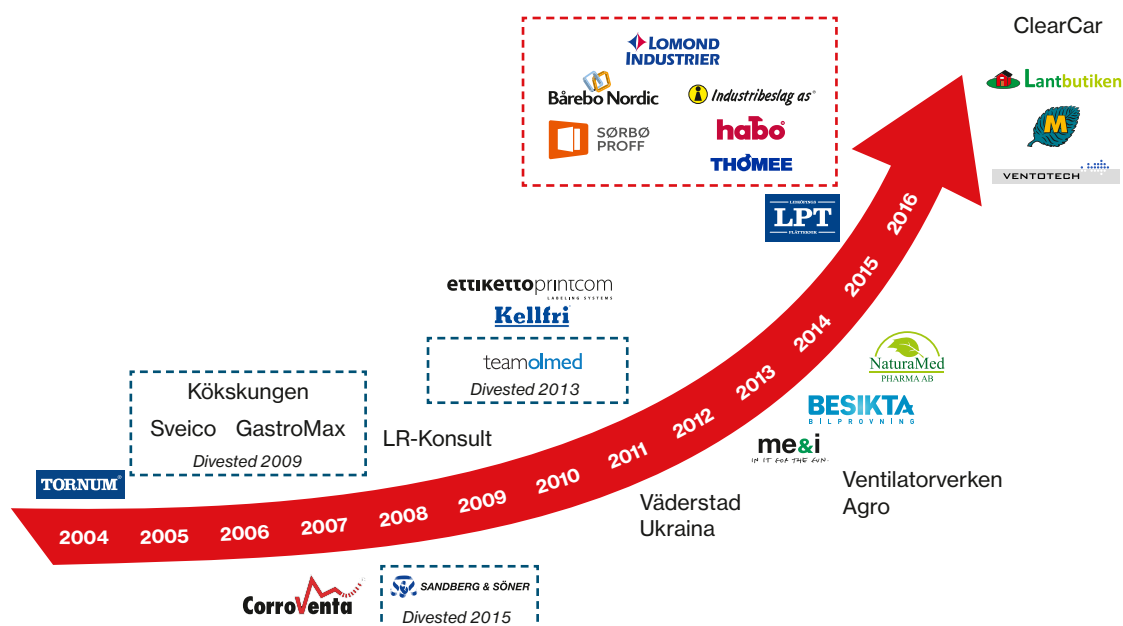 ClearCar
LOMOND
INDUSTRIER
Bårebo Nordic
Industribeslag as
SØRBØ
PROFF
habo
THOMEE
Lantbutiken
M
VENTOTECH
LIDKÖPINGS
LPT
PLÅTTEKNIK
ettikettoprintcom
LABELING SYSTEMS
Kellfri
teamolmed
Divested 2013
Kökskungen
Sveico GastroMax
Divested 2009
LR-Konsult
TORNUM
NaturaMed
PHARMA AB
BESIKTA
BILPROVNING
me&i
IN IT FOR THE FUN.
Ventilatorverken
Agro
Väderstad
Ukraina
2004 2005 2006 2007 2008 2009 2010 2011 2012 2013 2014 2015 2016
CorroVenta
SANDBERG & SÖNER
Divested 2015